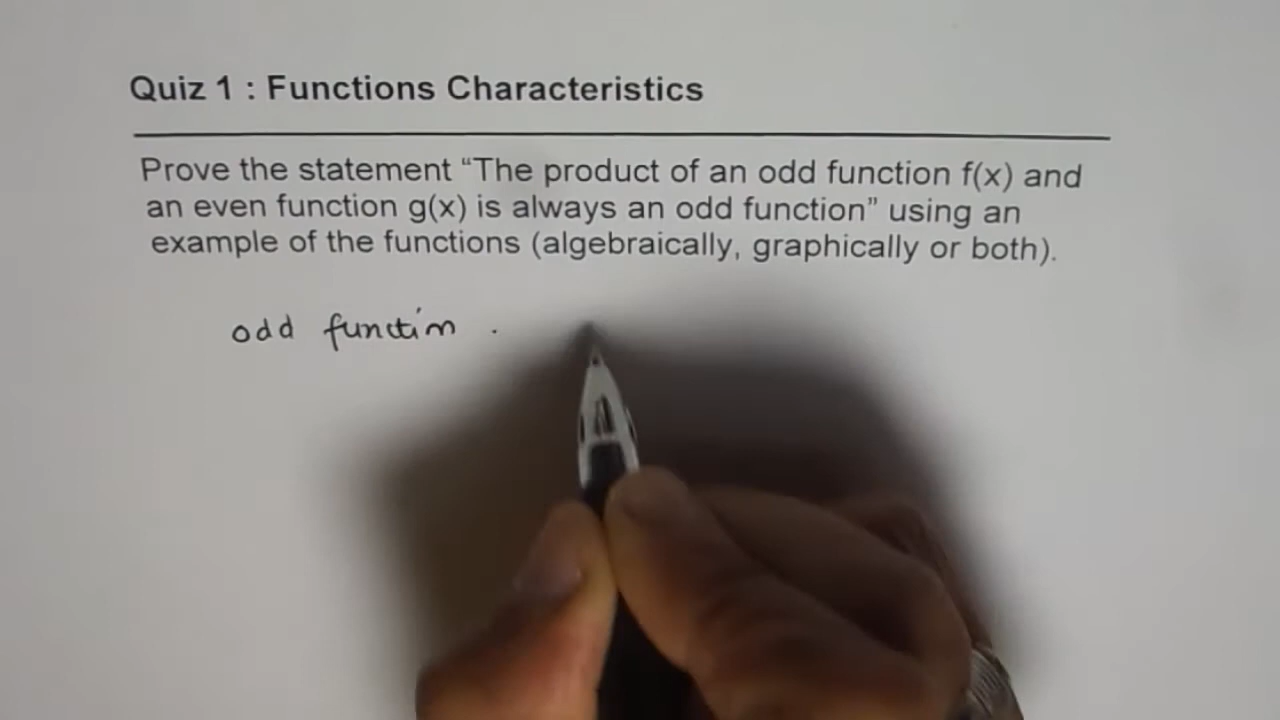 Quiz 1 : Functions Characteristics
Prove the statement “The product of an odd function f(x) and
an even function g(x) is always an odd function” using an
example of the functions (algebraically, graphically or both).
odd function .